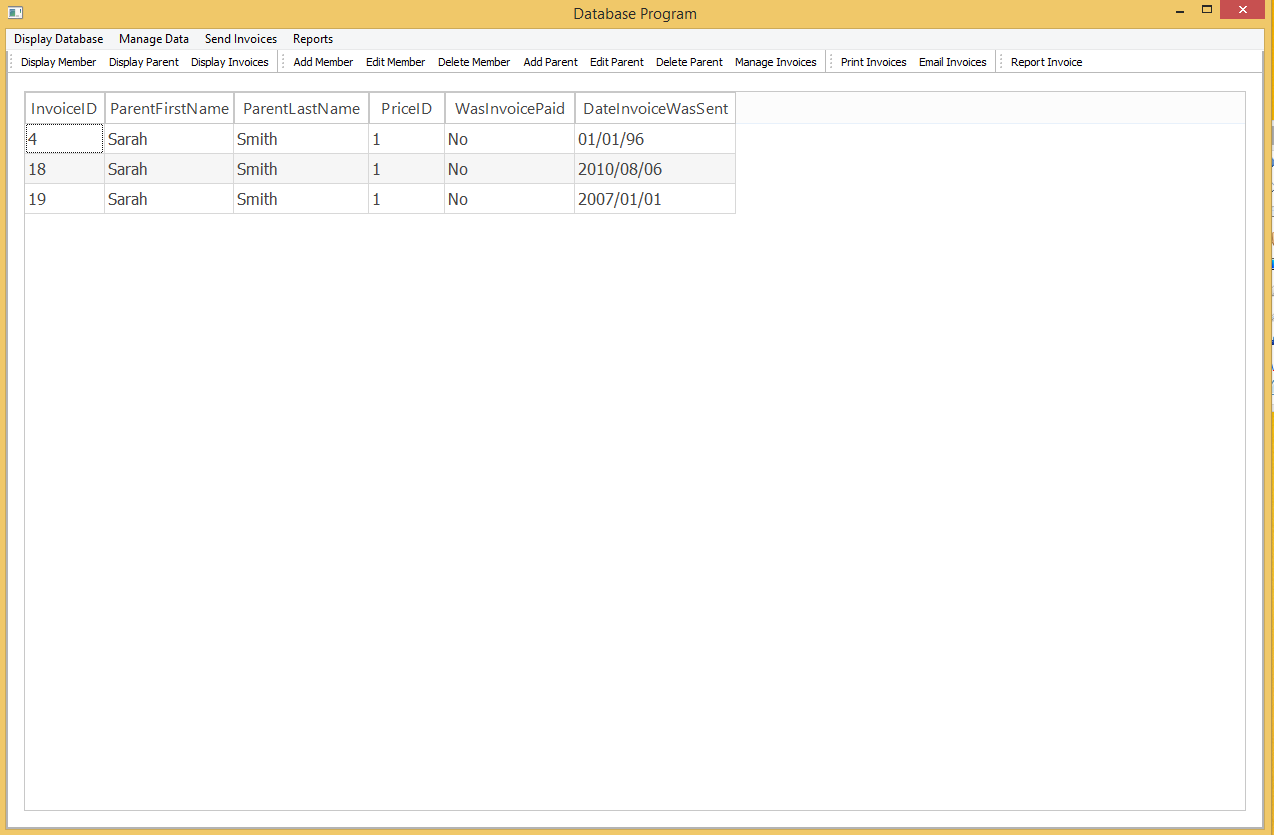 Database Program
Display Database Manage Data Send Invoices Reports
Display Member Display Parent Display Invoices Add Member Edit Member Delete Member Add Parent Edit Parent Delete Parent Manage Invoices Print Invoices Email Invoices Report Invoice
InvoiceID ParentFirstName ParentLastName PriceID WasInvoicePaid DateInvoiceWasSent
4 Sarah Smith 1 No 01/01/96
18 Sarah Smith 1 No 2010/08/06
19 Sarah Smith 1 No 2007/01/01